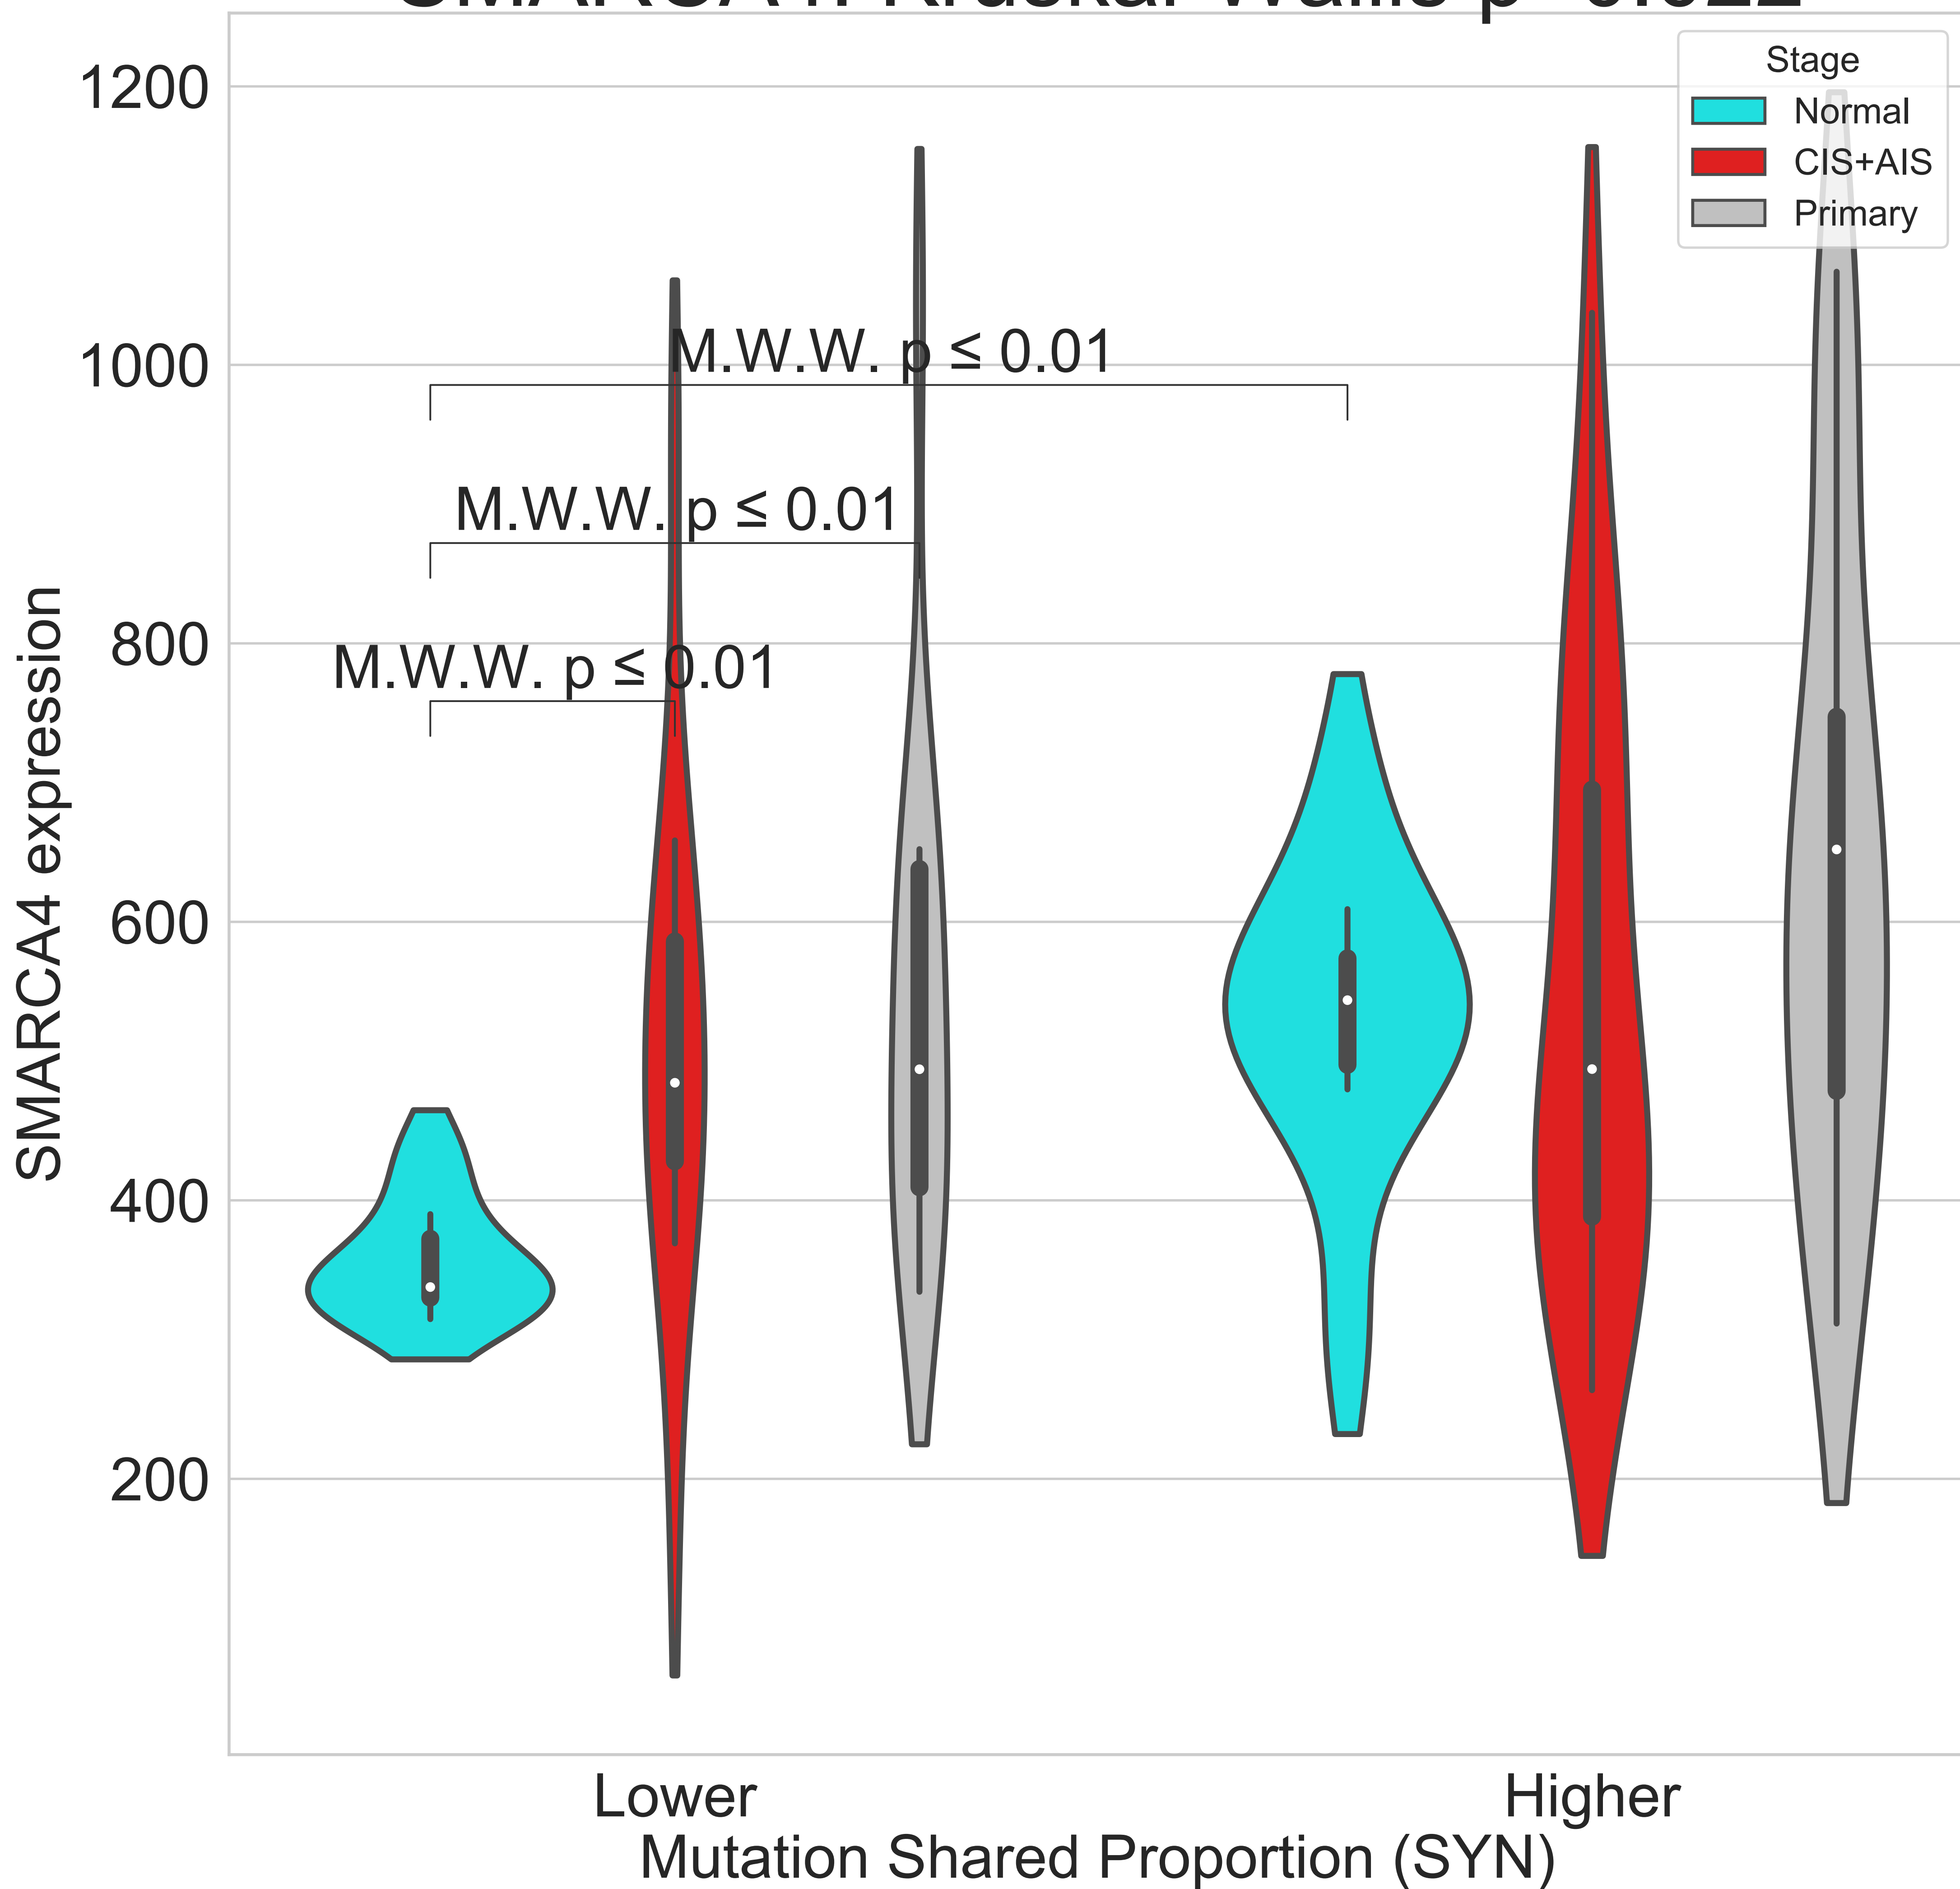 Stage
Normal
CIS+AIS
Primary
1200
1000
800
600
400
200
SMARCA4 expression
M.W.W. p ≤ 0.01
M.W.W. p ≤ 0.01
M.W.W. p ≤ 0.01
Lower
Higher
Mutation Shared Proportion (SYN)